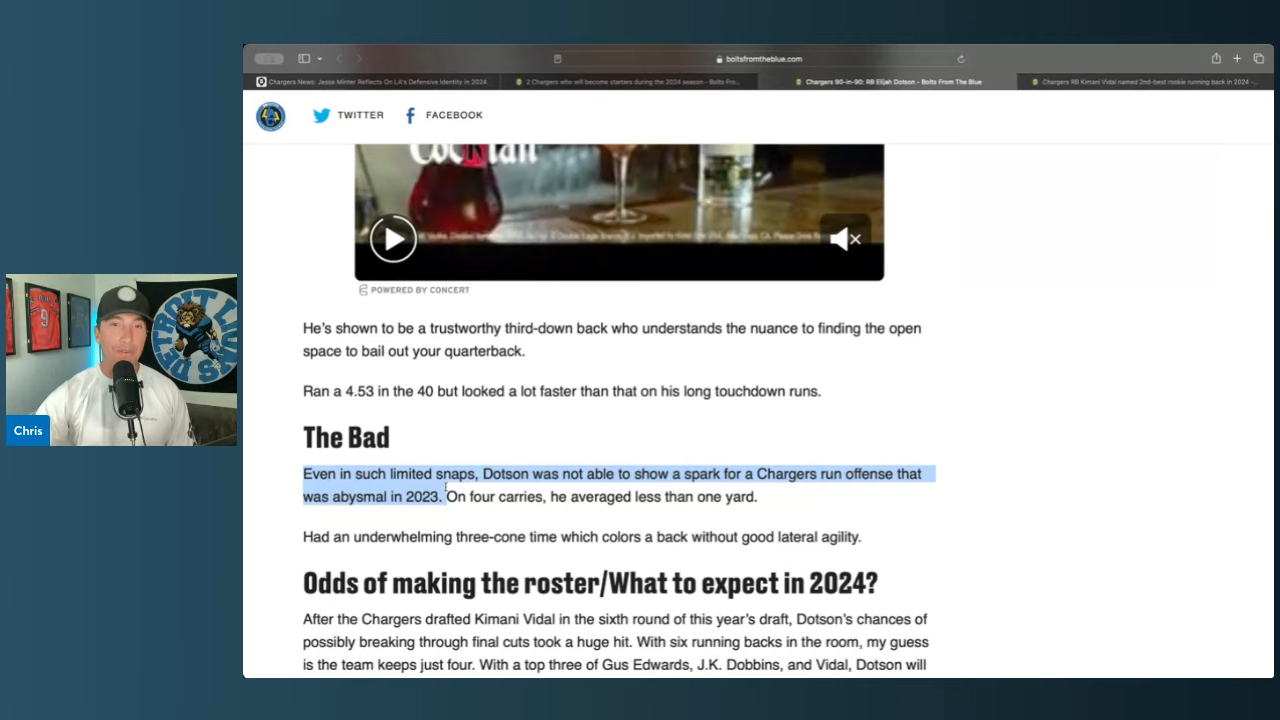 boltsfromtheblue.com
Chargers News: Jesse Minter Reflects On LA's Defensive Identity in 2024
2 Chargers who will become starters during the 2024 season - Bolts Fro...
Chargers 90-in-90: RB Elijah Dotson - Bolts From The Blue
Chargers RB Kimani Vidal named 2nd-best rookie running back in 2024 -...
TWITTER
FACEBOOK
Cocktail
POWERED BY CONCERT
He's shown to be a trustworthy third-down back who understands the nuance to finding the open
space to bail out your quarterback.
Ran a 4.53 in the 40 but looked a lot faster than that on his long touchdown runs.
The Bad
Even in such limited snaps, Dotson was not able to show a spark for a Chargers run offense that
was abysmal in 2023. On four carries, he averaged less than one yard.
Had an underwhelming three-cone time which colors a back without good lateral agility.
Odds of making the roster/What to expect in 2024?
After the Chargers drafted Kimani Vidal in the sixth round of this year's draft, Dotson's chances of
possibly breaking through final cuts took a huge hit. With six running backs in the room, my guess
is the team keeps just four. With a top three of Gus Edwards, J.K. Dobbins, and Vidal, Dotson will
DETROIT LIONS
9
Chris